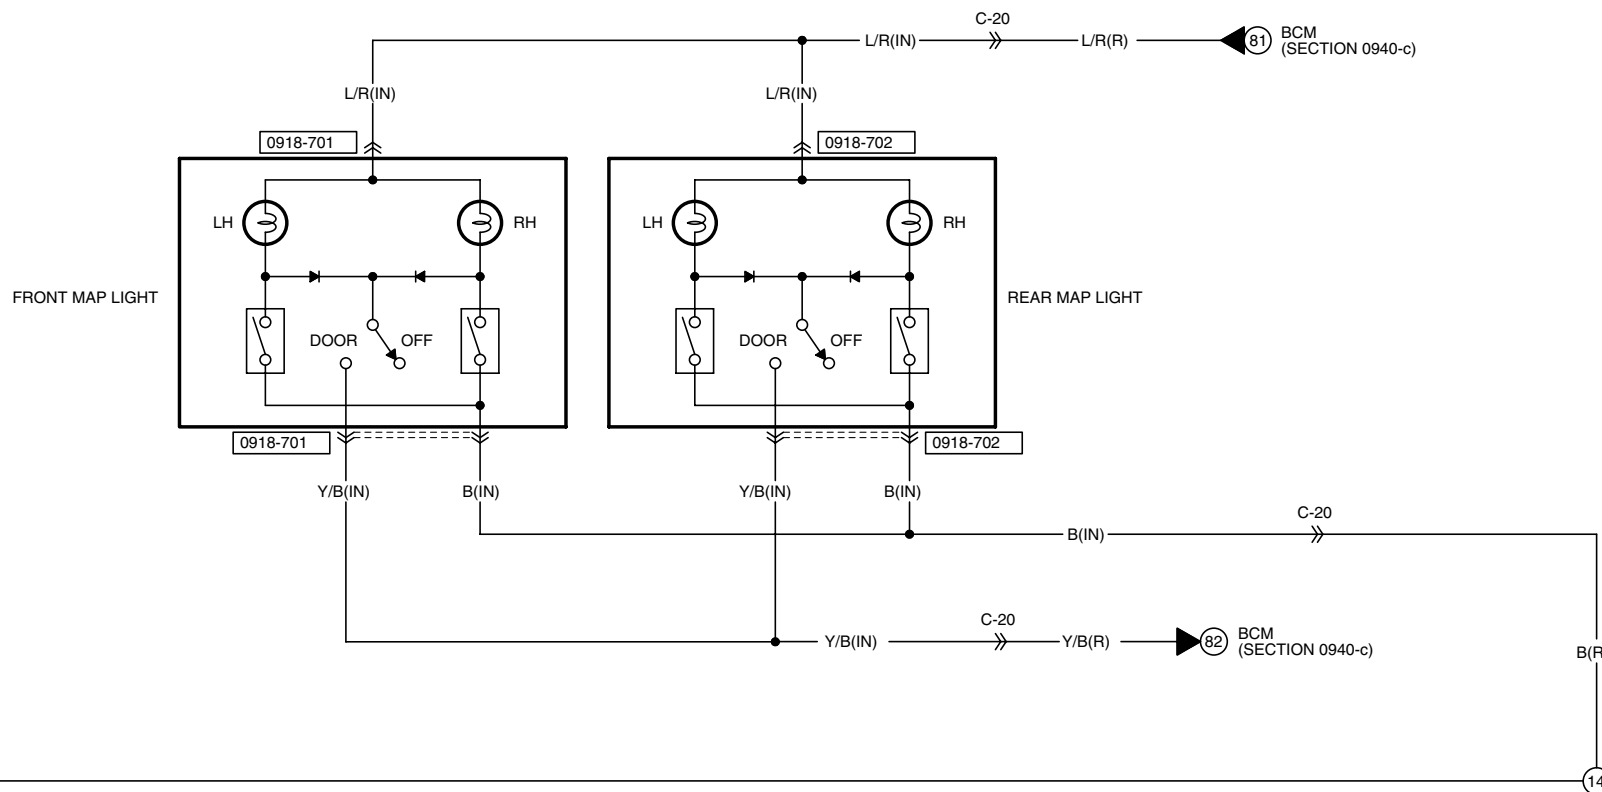 C-20
L/R(IN)
L/R(R)
81
BCM
(SECTION 0940-c)
L/R(IN)
L/R(IN)
0918-701
0918-702
LH
RH
LH
RH
FRONT MAP LIGHT
REAR MAP LIGHT
DOOR
OFF
DOOR
OFF
0918-701
0918-702
Y/B(IN)
B(IN)
Y/B(IN)
B(IN)
C-20
B(IN)
C-20
Y/B(IN)
Y/B(R)
82
BCM
(SECTION 0940-c)
B(R
14